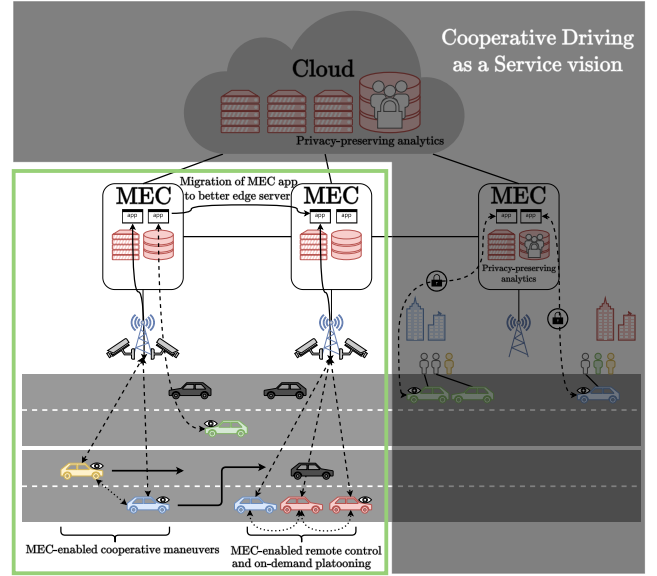 Cooperative Driving
as a Service vision
Cloud
Privacy-preserving analytics
MEC
app
app
Migration of MEC app
to better edge server
MEC
app
app
MEC
app
app
Privacy-preserving
analytics
MEC-enabled cooperative maneuvers
MEC-enabled remote control
and on-demand platooning